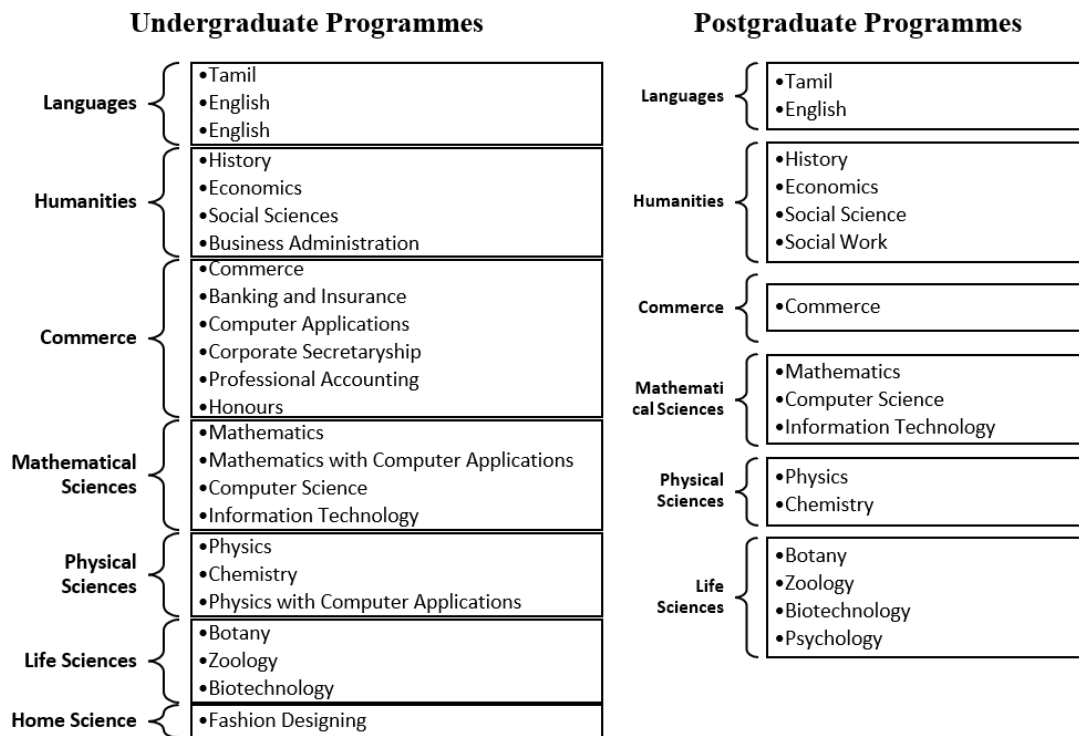 Undergraduate Programmes
Languages
•Tamil
•English
•English
Humanities
•History
•Economics
•Social Sciences
•Business Administration
Commerce
•Commerce
•Banking and Insurance
•Computer Applications
•Corporate Secretaryship
•Professional Accounting
•Honours
Mathematical
Sciences
•Mathematics
•Mathematics with Computer Applications
•Computer Science
•Information Technology
Physical
Sciences
•Physics
•Chemistry
•Physics with Computer Applications
Life Sciences
•Botany
•Zoology
•Biotechnology
Home Science
•Fashion Designing
Postgraduate Programmes
Languages
•Tamil
•English
Humanities
•History
•Economics
•Social Science
•Social Work
Commerce
•Commerce
Mathemati
cal Sciences
•Mathematics
•Computer Science
•Information Technology
Physical
Sciences
•Physics
•Chemistry
Life
Sciences
•Botany
•Zoology
•Biotechnology
•Psychology